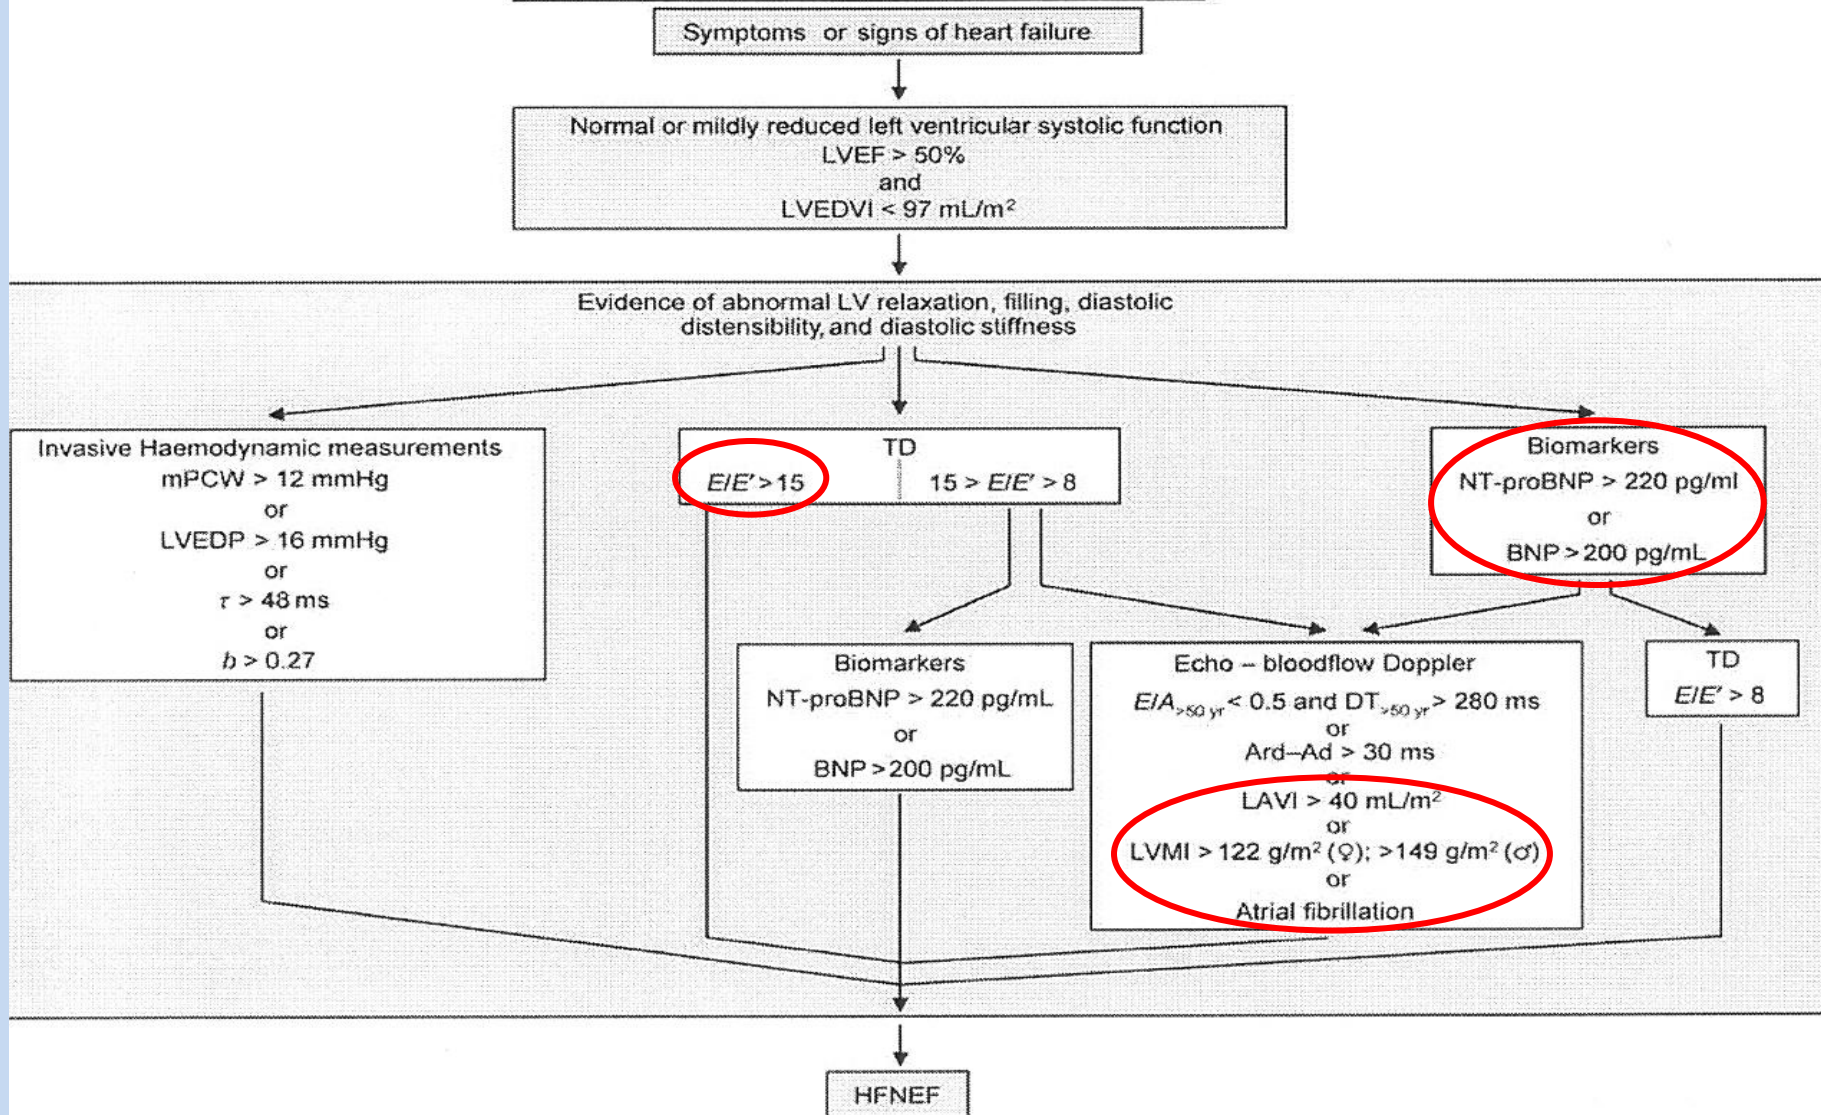 Symptoms or signs of heart failure
Normal or mildly reduced left ventricular systolic function
LVEF > 50%
and
LVEDVI < 97 mL/m²
Evidence of abnormal LV relaxation, filling, diastolic
distensibility, and diastolic stiffness
Invasive Haemodynamic measurements
mPCW > 12 mmHg
or
LVEDP > 16 mmHg
or
τ > 48 ms
or
b > 0.27
TD
E/E' > 15
15 > E/E' > 8
Biomarkers
NT-proBNP > 220 pg/ml
or
BNP > 200 pg/mL
Biomarkers
NT-proBNP > 220 pg/mL
or
BNP > 200 pg/mL
Echo – bloodflow Doppler
E/A>50 yr < 0.5 and DT>50 yr > 280 ms
or
Ard–Ad > 30 ms
or
LAVI > 40 mL/m²
or
LVMI > 122 g/m² (♀); >149 g/m² (♂)
or
Atrial fibrillation
TD
E/E' > 8
HFNEF